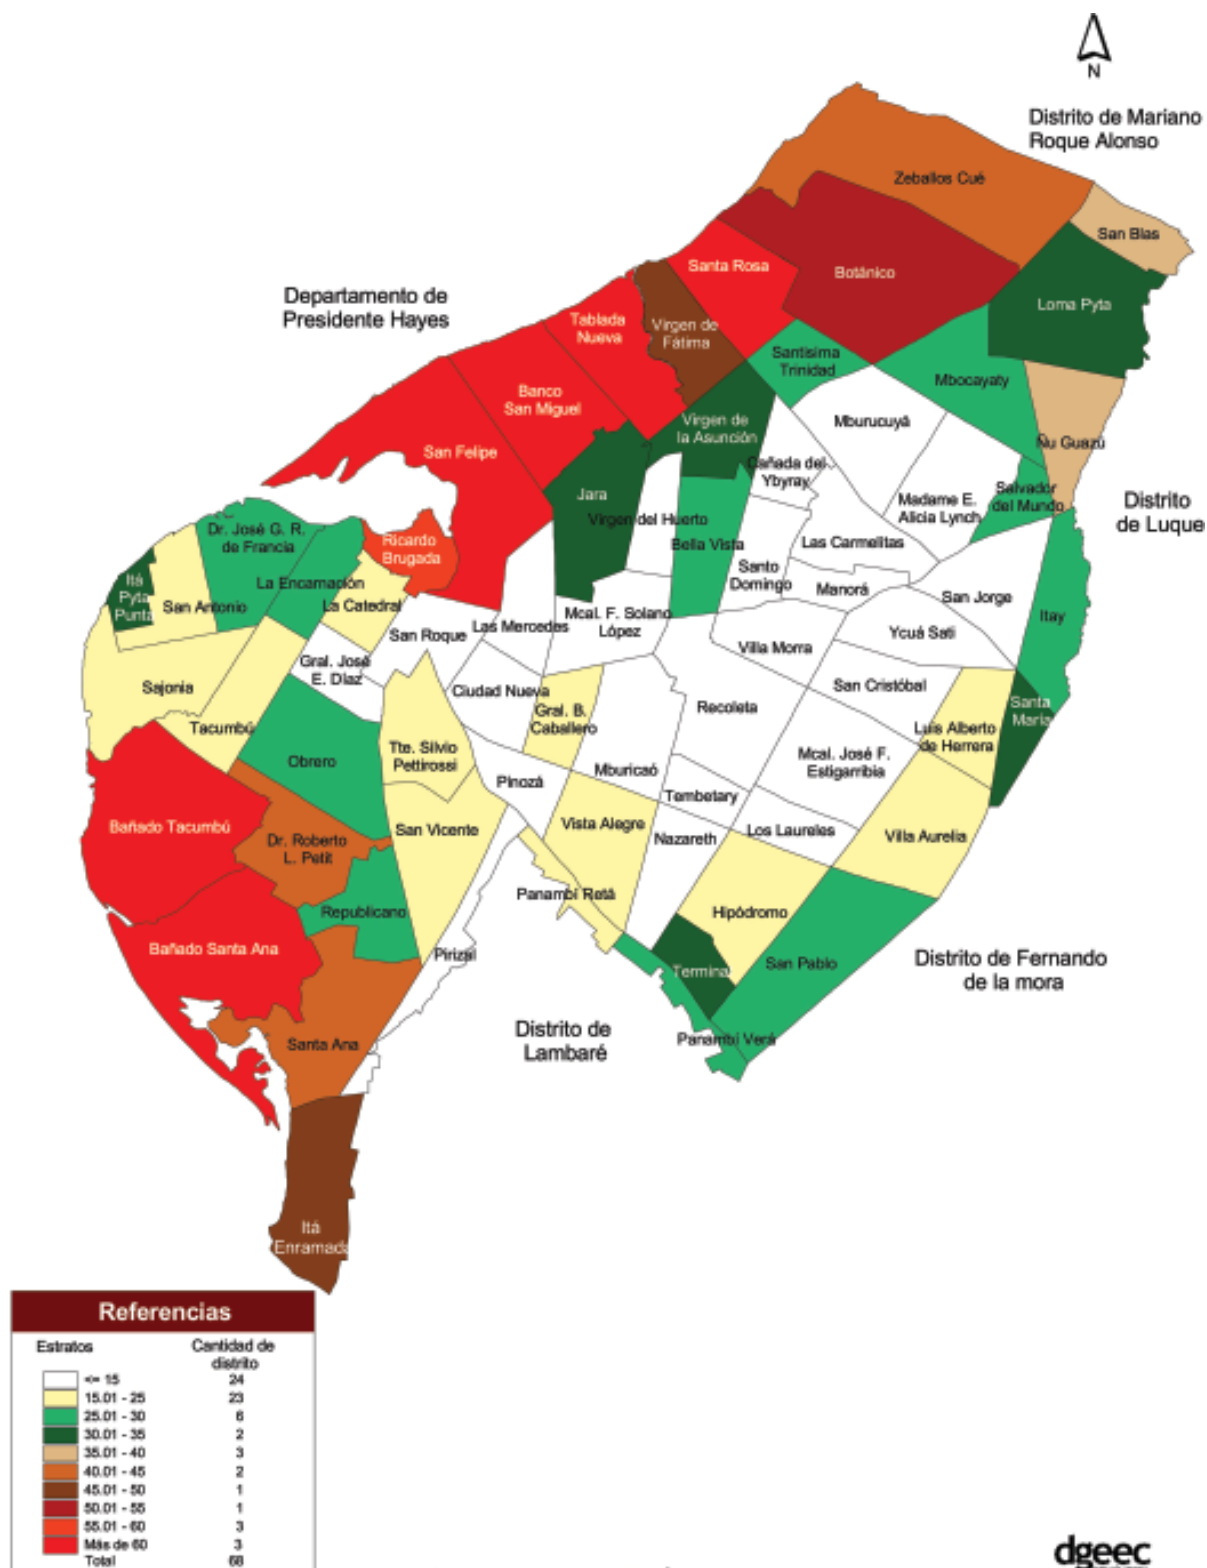 N
Distrito de Mariano
Roque Alonso
Zeballos Cué
San Blas
Santa Rosa
Botánico
Departamento de
Presidente Hayes
Loma Pyta
Tablada
Nueva
Virgen de
Fátima
Santísima
Trinidad
Mbocayaty
Banco
San Miguel
Virgen de
la Asunción
Mburucuyá
Ñu Guazú
San Felipe
Cañada del
Ybyray
Jara
Madame E.
Alicia Lynch
Salvador
del Mundo
Distrito
de Luque
Dr. José G. R.
de Francia
Virgen del Huerto
Ricardo
Brugada
Bella Vista
Las Carmelitas
Itá
Pyta
Punta
La Encarnación
Santo
Domingo
San Antonio
La Catedral
Manorá
San Jorge
Mcal. F. Solano
López
Itay
San Roque
Las Mercedes
Ycuá Sati
Villa Morra
Gral. José
E. Díaz
Sajonia
Ciudad Nueva
San Cristóbal
Gral. B.
Caballero
Recoleta
Santa
María
Tacumbú
Luis Alberto
de Herrera
Obrero
Tte. Silvio
Pettirossi
Mcal. José F.
Estigarribia
Mburicaó
Pinozá
Tembetary
Bañado Tacumbú
San Vicente
Vista Alegre
Los Laureles
Villa Aurelia
Dr. Roberto
L. Petit
Nazareth
Panambí Retá
Republicano
Hipódromo
Bañado Santa Ana
Pirizal
Termina
San Pablo
Distrito de Fernando
de la mora
Distrito de
Lambaré
Santa Ana
Panambí Verá
Itá
Enramada
Referencias
Estratos Cantidad de
distrito
<= 15 24
15.01 - 25 23
25.01 - 30 6
30.01 - 35 2
35.01 - 40 3
40.01 - 45 2
45.01 - 50 1
50.01 - 55 1
55.01 - 60 3
Más de 60 3
Total 68
dgeec